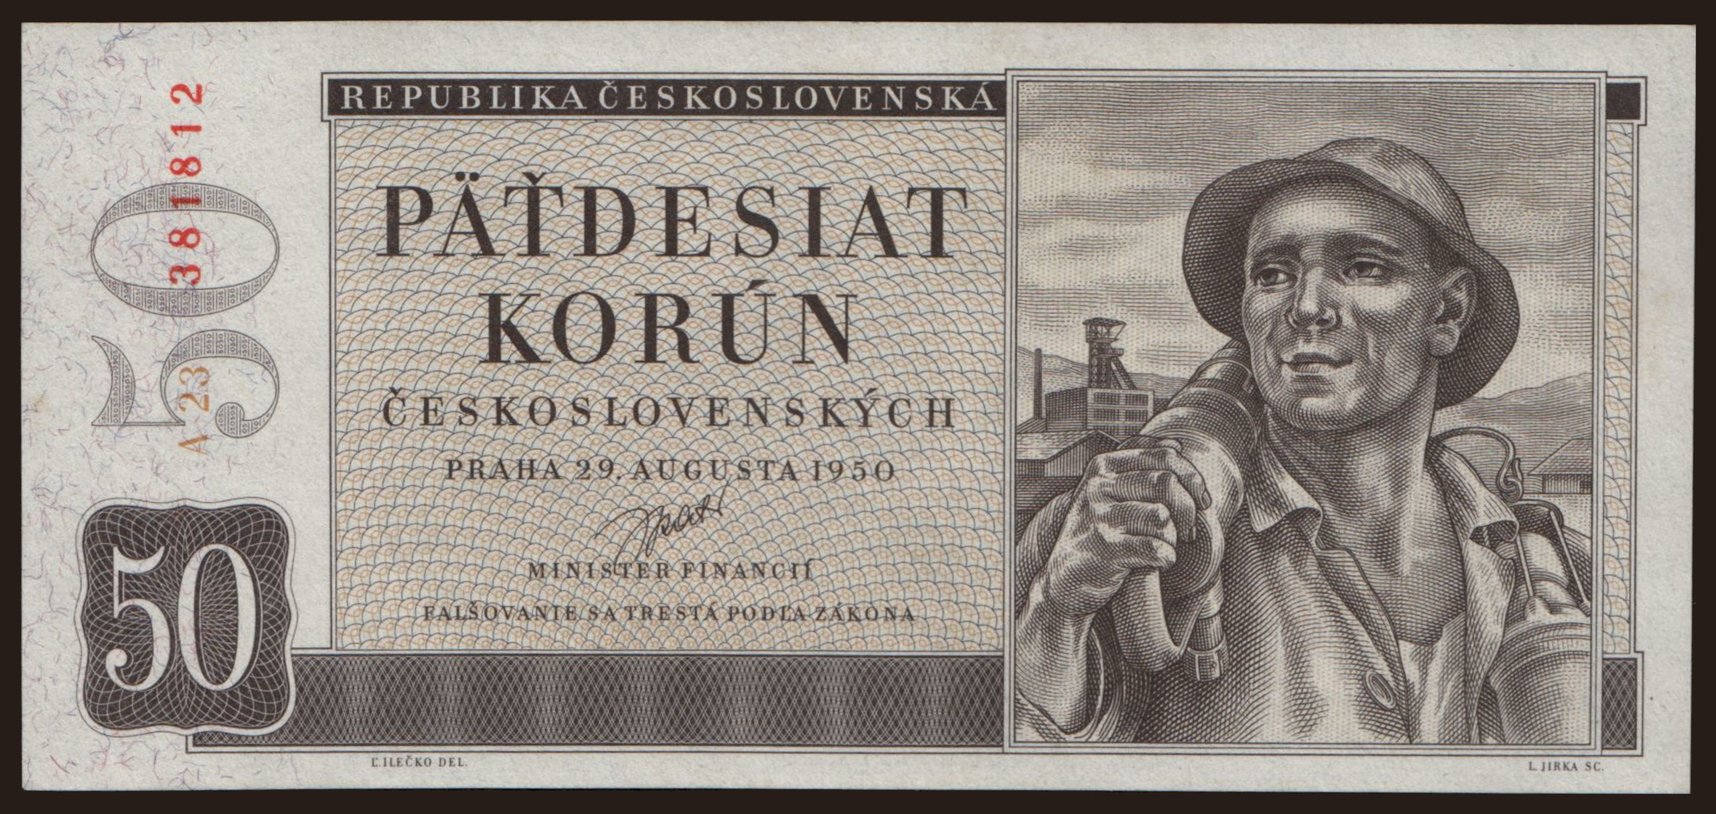 381812
50
A 23
50
REPUBLIKA ČESKOSLOVENSKÁ
PÄŤDESIAT
KORÚN
ČESKOSLOVENSKÝCH
PRAHA 29. AUGUSTA 1950
MINISTER FINANCIÍ
FALŠOVANIE SA TRESTÁ PODĽA ZÁKONA
Ľ. ILEČKO DEL.
L. JIRKA SC.